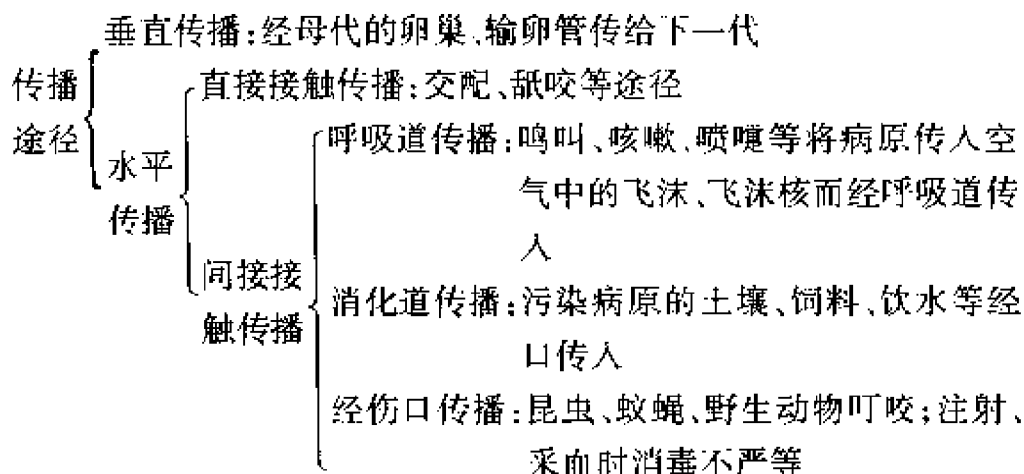 垂直传播:经母代的卵巢、输卵管传给下一代
传播
途径
直接接触传播:交配、舐咬等途径
水平
传播
呼吸道传播:鸣叫、咳嗽、喷嚏等将病原传入空
气中的飞沫、飞沫核而经呼吸道传
入
间接接
触传播
消化道传播:污染病原的土壤、饲料、饮水等经
口传入
经伤口传播:昆虫、蚊蝇、野生动物叮咬;注射、
采血时消毒不严等